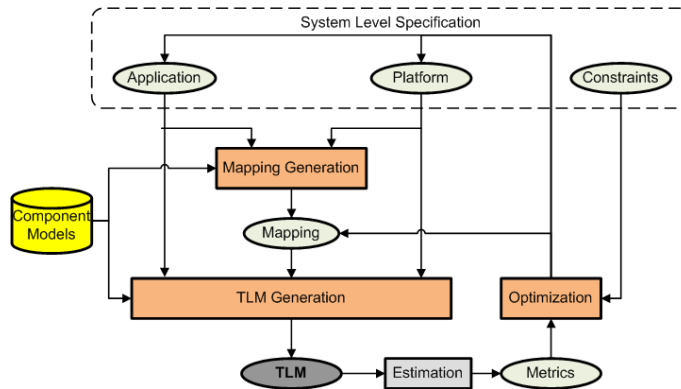 System Level Specification
Application
Platform
Constraints
Mapping Generation
Component
Models
Mapping
TLM Generation
Optimization
TLM
Estimation
Metrics